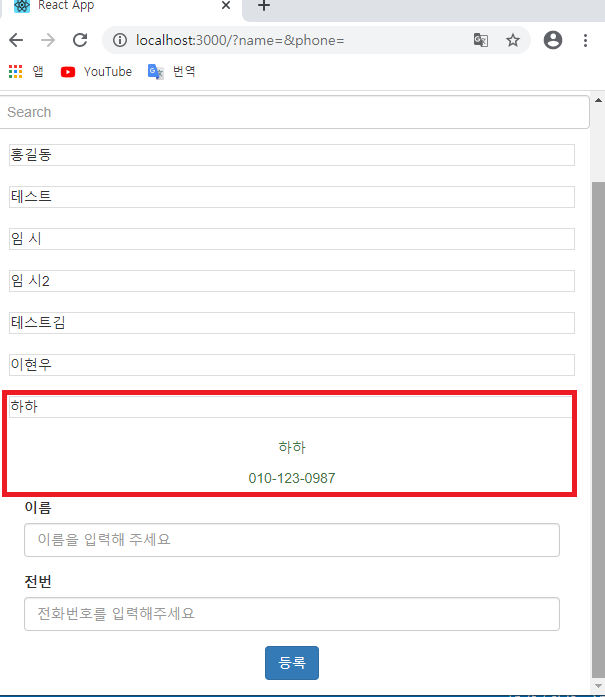 React App
localhost:3000/?name=&phone=
앱 YouTube 번역
Search
홍길동
테스트
임 시
임 시2
테스트김
이현우
하하
하하
010-123-0987
이름
이름을 입력해 주세요
전번
전화번호를 입력해주세요
등록